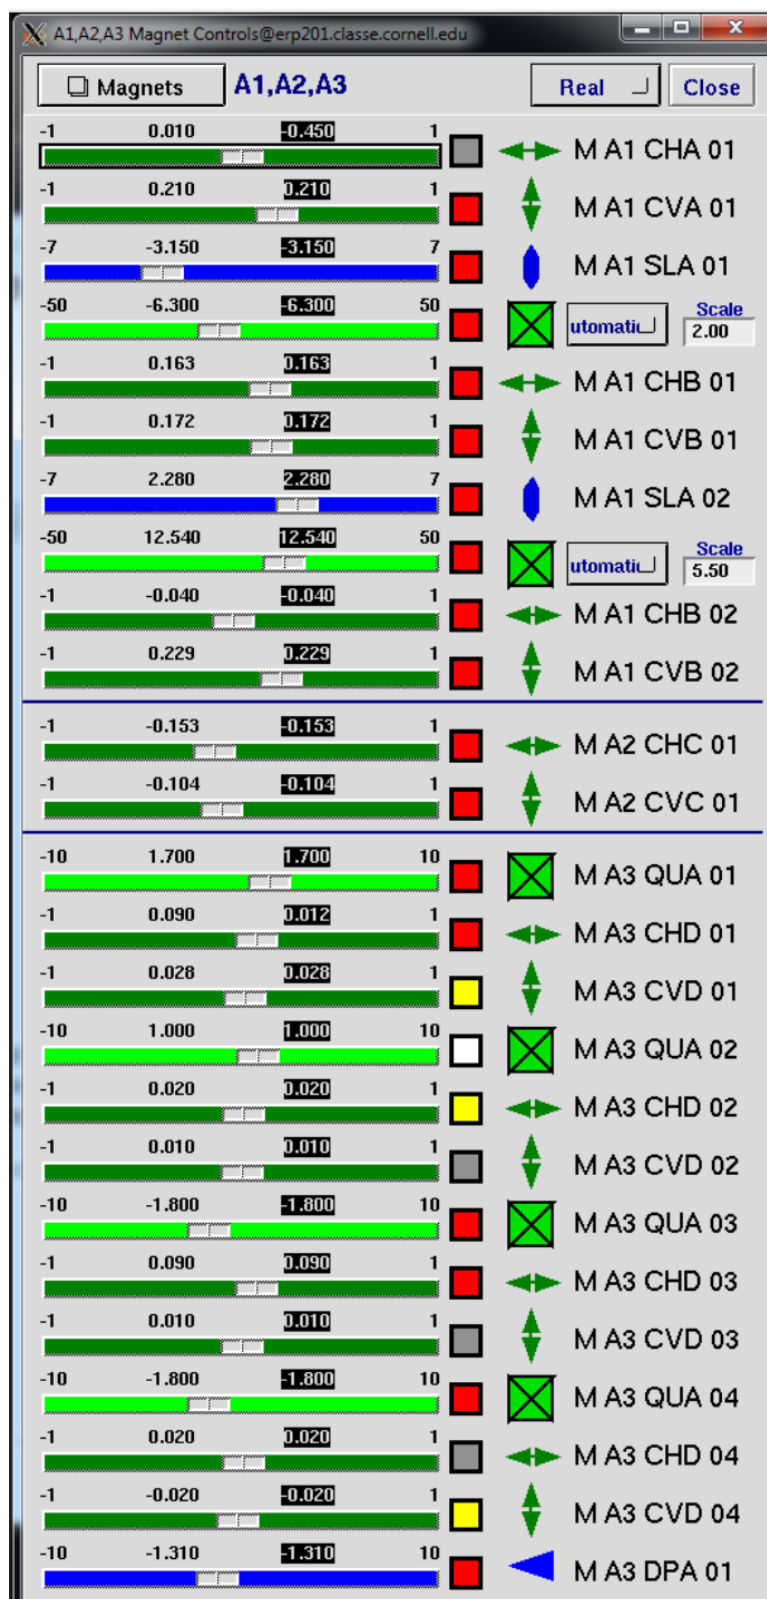 A1,A2,A3 Magnet Controls@erp201.classe.cornell.edu
Magnets A1,A2,A3 Real Close
-1 0.010 -0.450 1 M A1 CHA 01
-1 0.210 0.210 1 M A1 CVA 01
-7 -3.150 -3.150 7 M A1 SLA 01
-50 -6.300 -6.300 50 utomatic Scale 2.00
-1 0.163 0.163 1 M A1 CHB 01
-1 0.172 0.172 1 M A1 CVB 01
-7 2.280 2.280 7 M A1 SLA 02
-50 12.540 12.540 50 utomatic Scale 5.50
-1 -0.040 -0.040 1 M A1 CHB 02
-1 0.229 0.229 1 M A1 CVB 02
-1 -0.153 -0.153 1 M A2 CHC 01
-1 -0.104 -0.104 1 M A2 CVC 01
-10 1.700 1.700 10 M A3 QUA 01
-1 0.090 0.012 1 M A3 CHD 01
-1 0.028 0.028 1 M A3 CVD 01
-10 1.000 1.000 10 M A3 QUA 02
-1 0.020 0.020 1 M A3 CHD 02
-1 0.010 0.010 1 M A3 CVD 02
-10 -1.800 -1.800 10 M A3 QUA 03
-1 0.090 0.090 1 M A3 CHD 03
-1 0.010 0.010 1 M A3 CVD 03
-10 -1.800 -1.800 10 M A3 QUA 04
-1 0.020 0.020 1 M A3 CHD 04
-1 -0.020 -0.020 1 M A3 CVD 04
-10 -1.310 -1.310 10 M A3 DPA 01